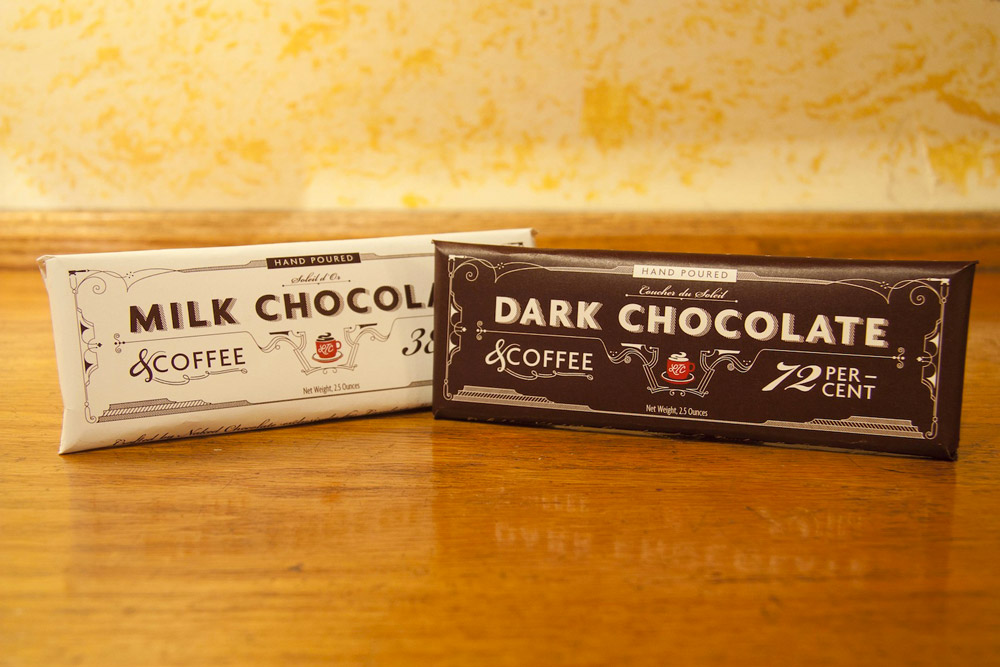 HAND POURED
Soleil d'Or
MILK CHOCOLA
&COFFEE
38
Net Weight, 2.5 Ounces
HAND POURED
Coucher du Soleil
DARK CHOCOLATE
&COFFEE
72 PER-
CENT
Net Weight, 2.5 Ounces